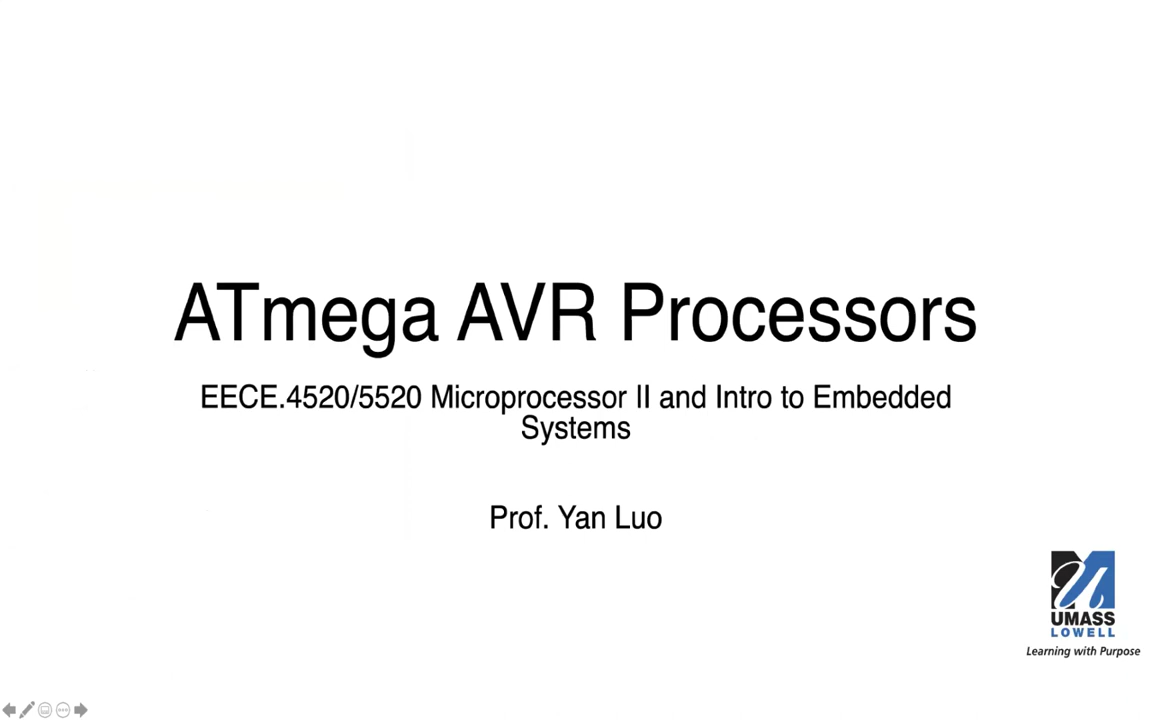 ATmega AVR Processors
EECE.4520/5520 Microprocessor II and Intro to Embedded
Systems
Prof. Yan Luo
UMASS
LOWELL
Learning with Purpose